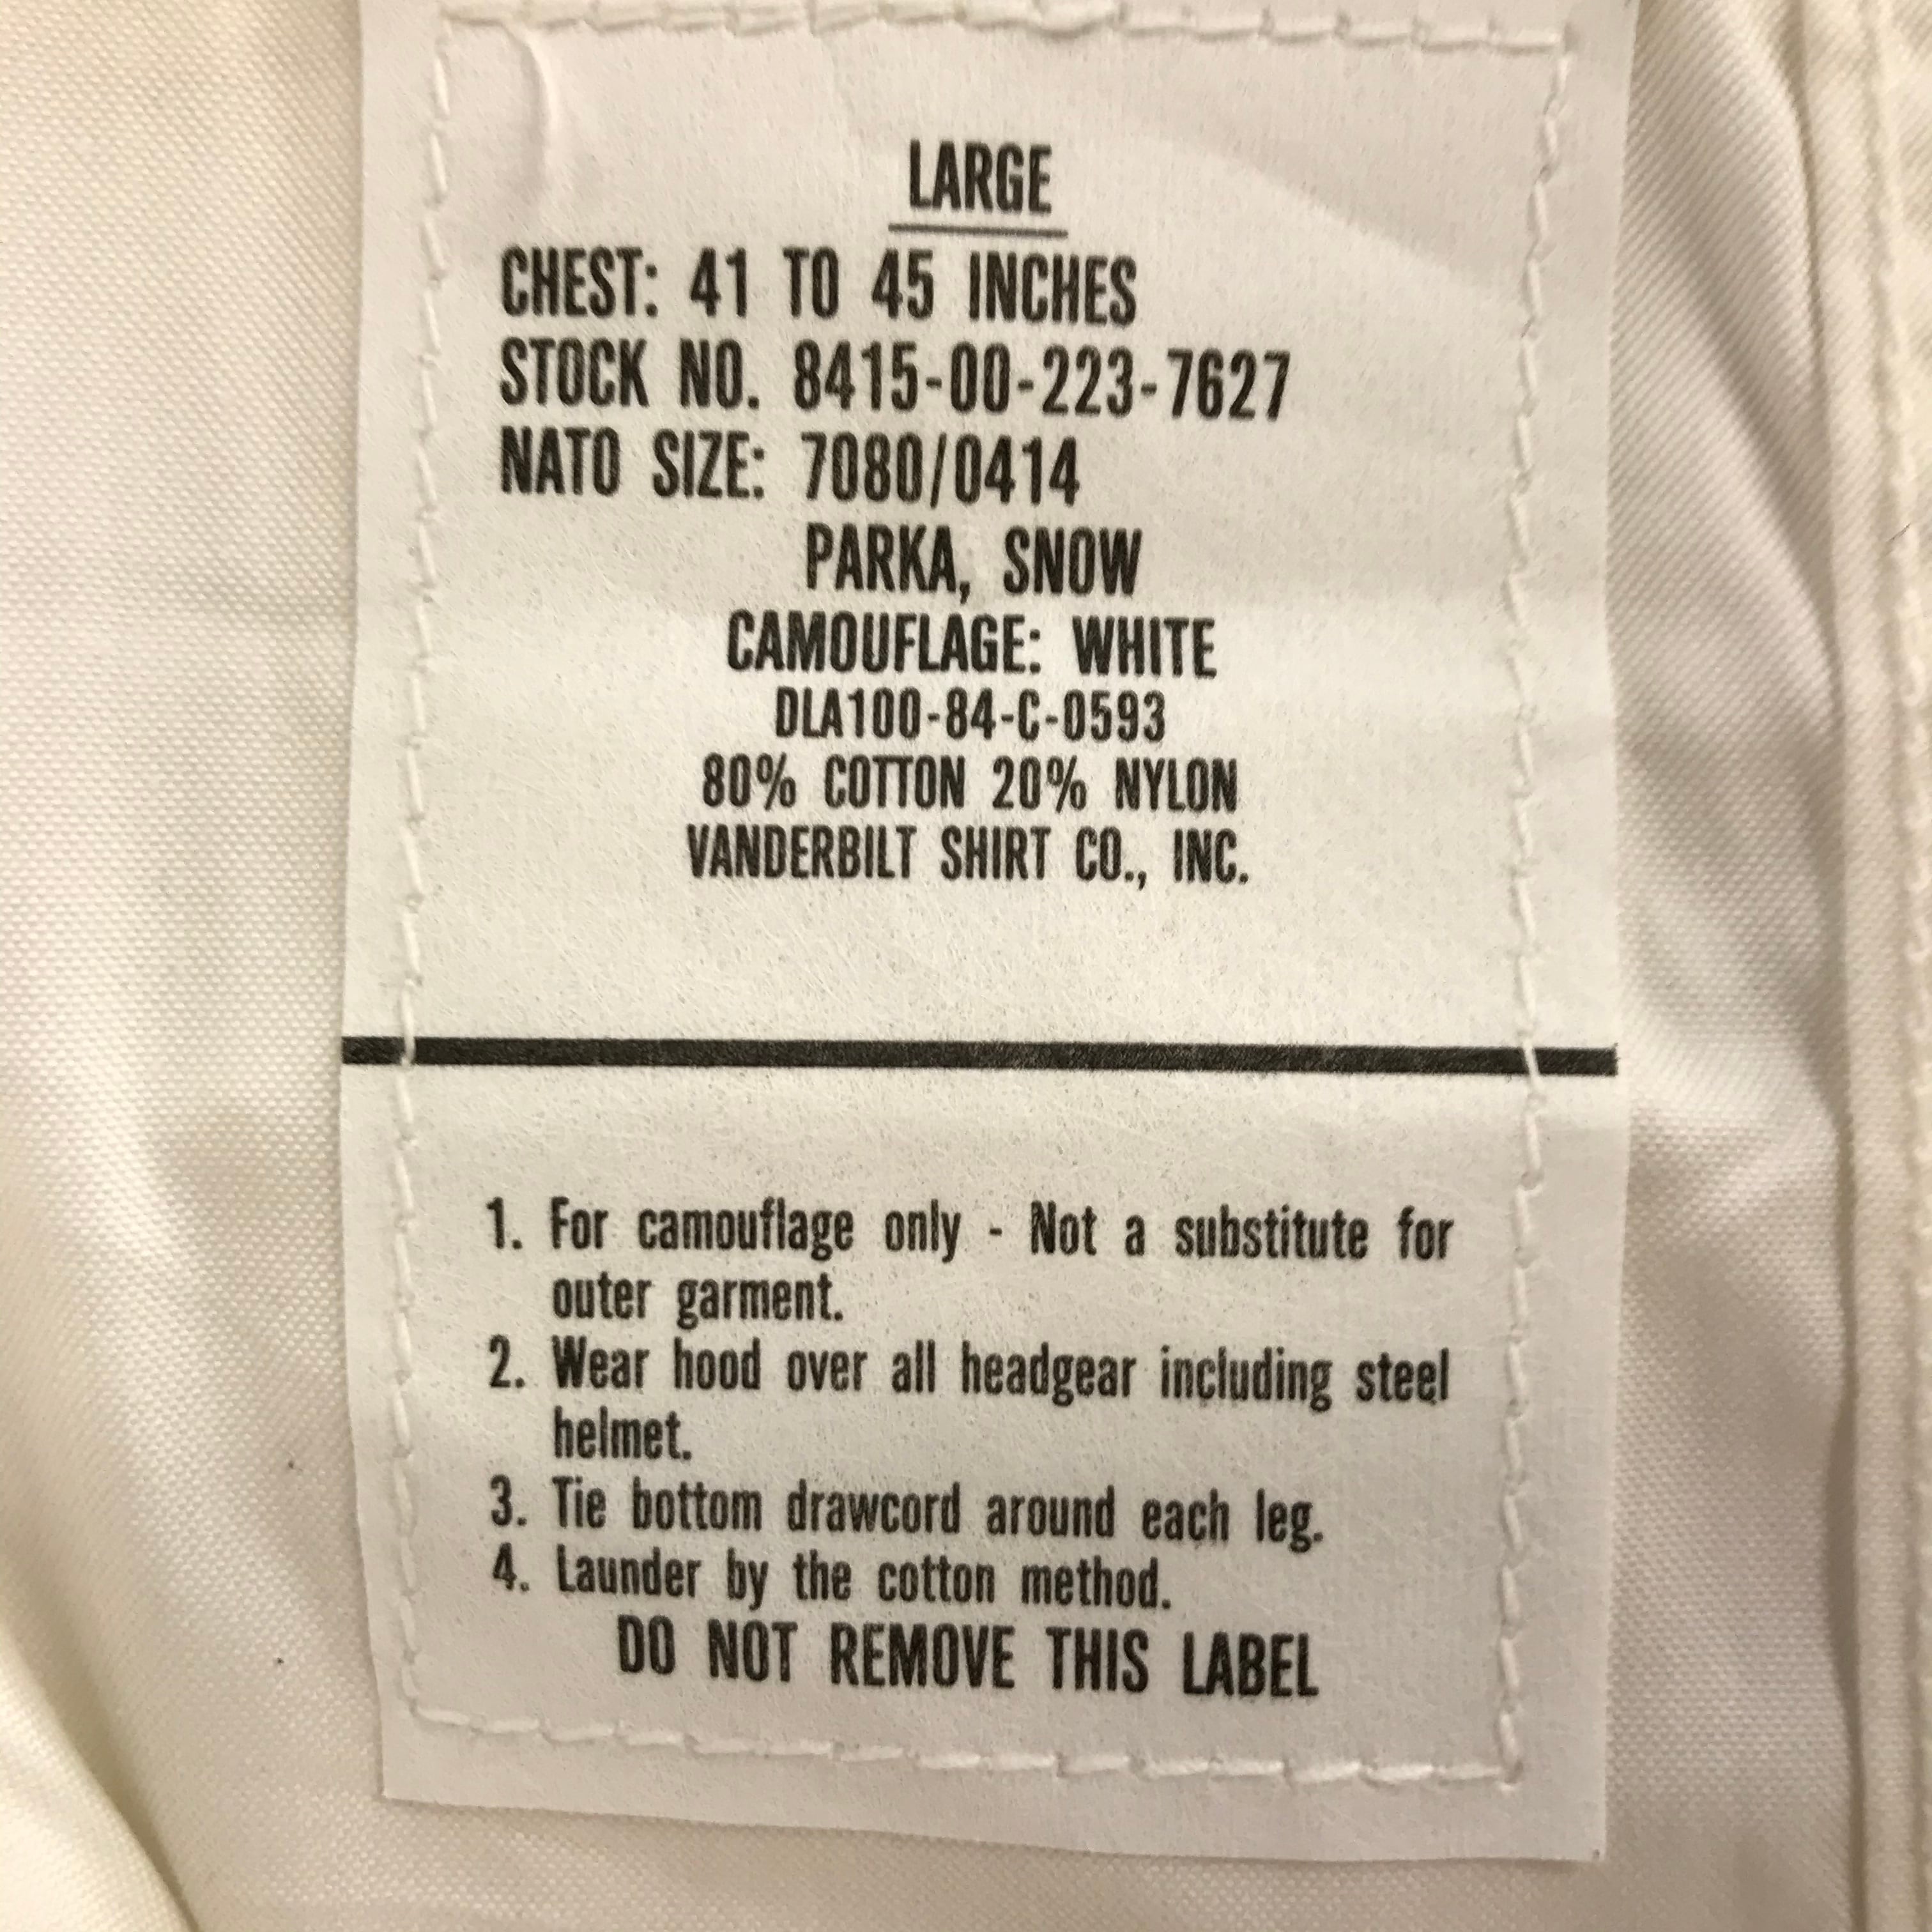 LARGE
CHEST: 41 TO 45 INCHES
STOCK NO. 8415-00-223-7627
NATO SIZE: 7080/0414
PARKA, SNOW
CAMOUFLAGE: WHITE
DLA100-84-C-0593
80% COTTON 20% NYLON
VANDERBILT SHIRT CO., INC.
1. For camouflage only - Not a substitute for
outer garment.
2. Wear hood over all headgear including steel
helmet.
3. Tie bottom drawcord around each leg.
4. Launder by the cotton method.
DO NOT REMOVE THIS LABEL